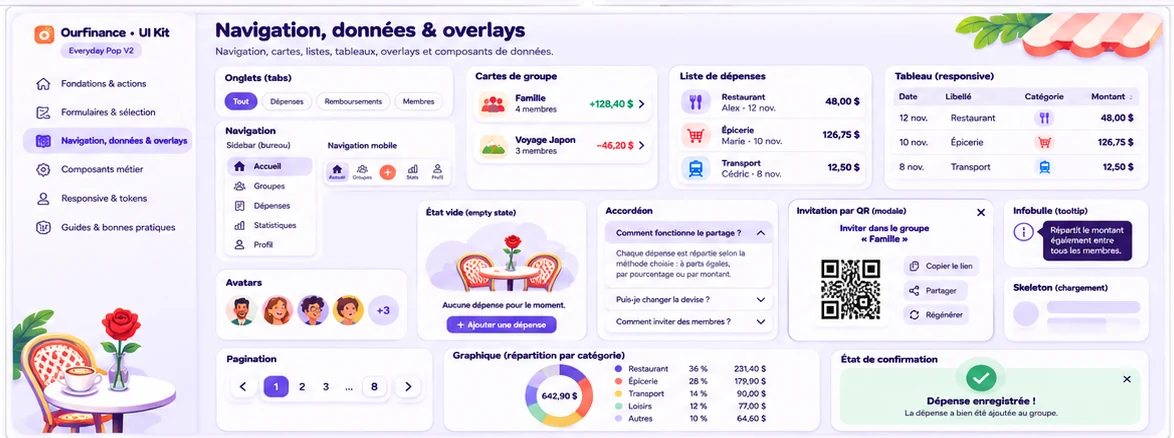 Ourfinance • UI Kit
Everyday Pop V2
Fondations & actions
Formulaires & sélection
Navigation, données & overlays
Composants métier
Responsive & tokens
Guides & bonnes pratiques
Navigation, données & overlays
Navigation, cartes, listes, tableaux, overlays et composants de données.
Onglets (tabs)
Tout
Dépenses
Remboursements
Membres
Navigation
Sidebar (bureau)
Accueil
Groupes
Dépenses
Statistiques
Profil
Navigation mobile
Accueil
Groupes
+
Stats
Profil
Cartes de groupe
Famille
4 membres
+128,40 $
Voyage Japon
3 membres
−46,20 $
Liste de dépenses
Restaurant
Alex • 12 nov.
48,00 $
Épicerie
Marie • 10 nov.
126,75 $
Transport
Cédric • 8 nov.
12,50 $
Tableau (responsive)
Date Libellé Catégorie Montant ↓
12 nov. Restaurant 48,00 $
10 nov. Épicerie 126,75 $
8 nov. Transport 12,50 $
Avatars
+3
État vide (empty state)
Aucune dépense pour le moment.
+ Ajouter une dépense
Accordéon
Comment fonctionne le partage ?
Chaque dépense est répartie selon la
méthode choisie : à parts égales,
par pourcentage ou par montant.
Puis-je changer la devise ?
Comment inviter des membres ?
Invitation par QR (modale)
Inviter dans le groupe
« Famille »
Copier le lien
Partager
Régénérer
Infobulle (tooltip)
Répartit le montant
également entre
tous les membres.
Skeleton (chargement)
Pagination
1 2 3 ... 8
Graphique (répartition par catégorie)
642,90 $
Restaurant 36 % 231,40 $
Épicerie 28 % 179,90 $
Transport 14 % 90,00 $
Loisirs 12 % 77,00 $
Autres 10 % 64,60 $
État de confirmation
Dépense enregistrée !
La dépense a bien été ajoutée au groupe.